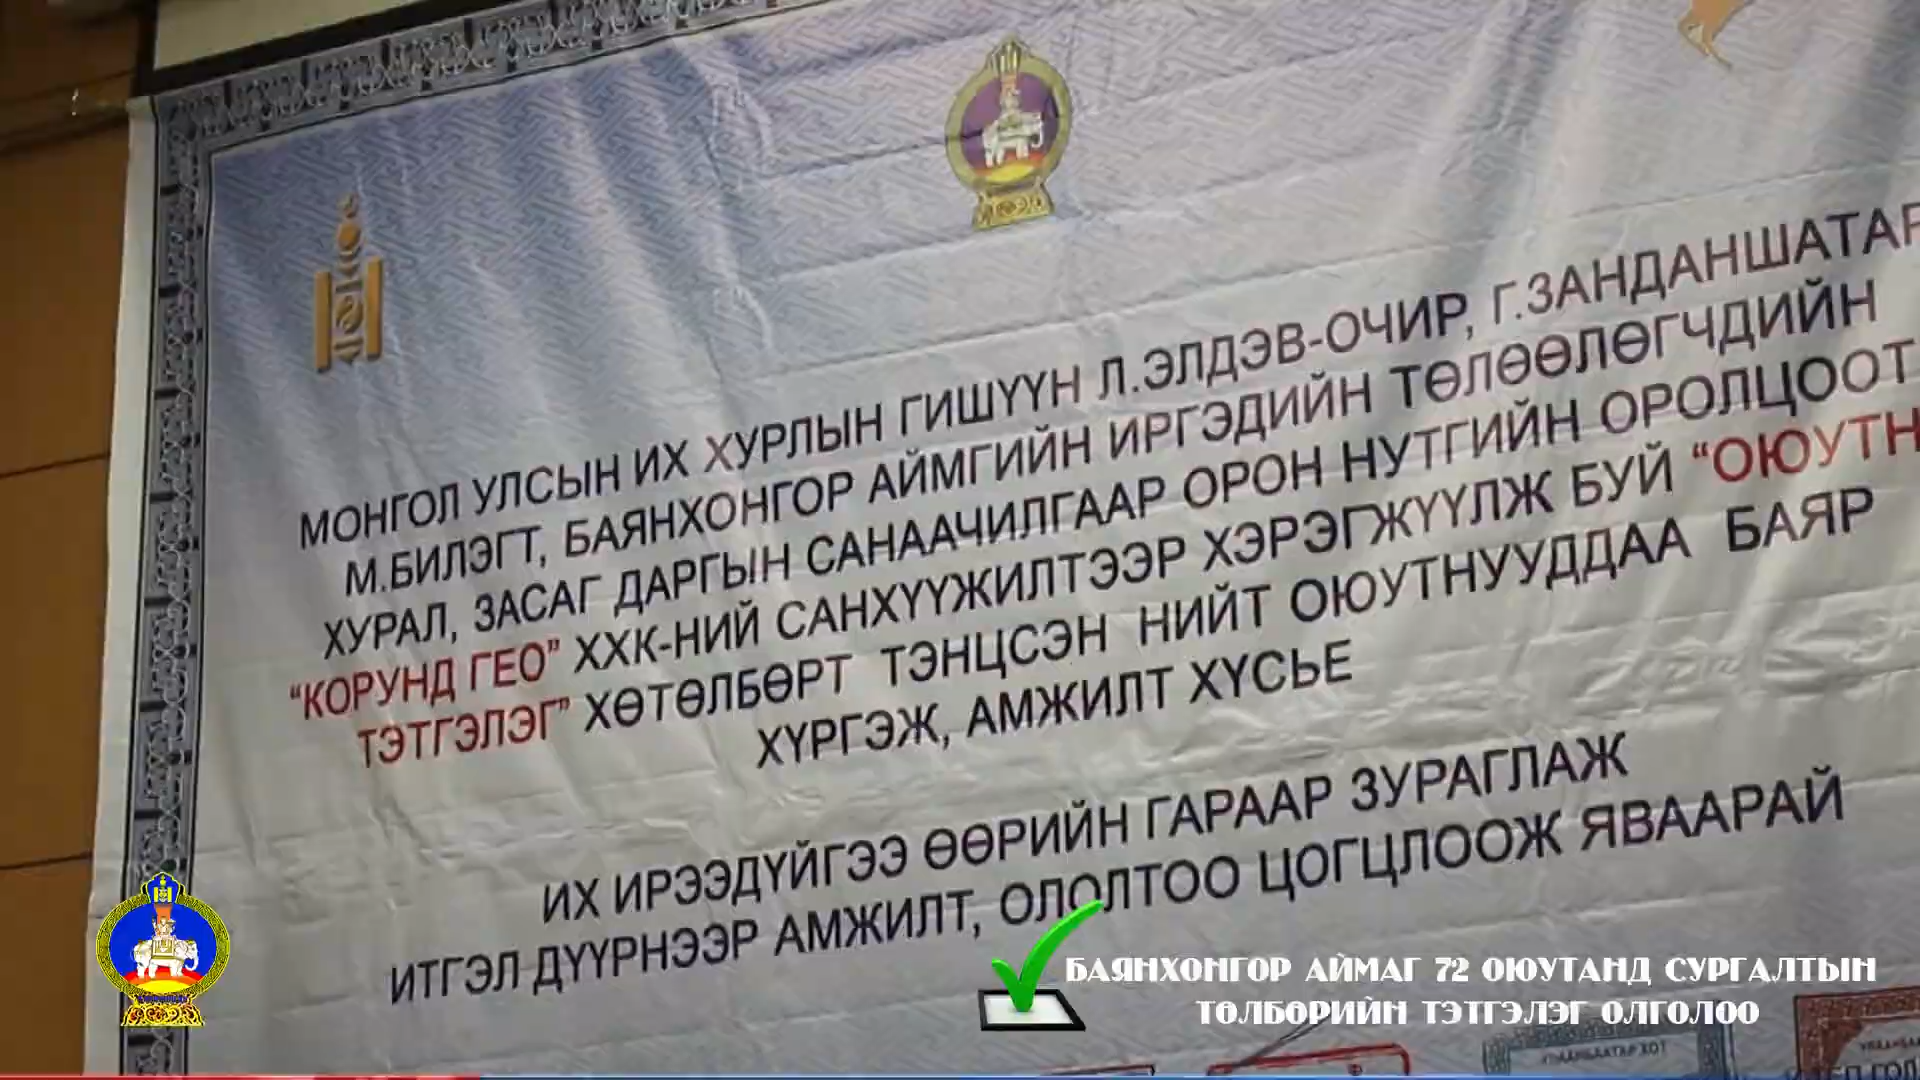 МОНГОЛ УЛСЫН ИХ ХУРЛЫН ГИШҮҮН Л.ЭЛДЭВ-ОЧИР, Г.ЗАНДАНШАТАР
М.БИЛЭГТ, БАЯНХОНГОР АЙМГИЙН ИРГЭДИЙН ТӨЛӨӨЛӨГЧДИЙН
ХУРАЛ, ЗАСАГ ДАРГЫН САНААЧИЛГААР ОРОН НУТГИЙН ОРОЛЦООТ
“КОРУНД ГЕО” ХХК-НИЙ САНХҮҮЖИЛТЭЭР ХЭРЭГЖҮҮЛЖ БУЙ “ОЮУТН
ТЭТГЭЛЭГ” ХӨТӨЛБӨРТ ТЭНЦСЭН НИЙТ ОЮУТНУУДДАА БАЯР
ХҮРГЭЖ, АМЖИЛТ ХҮСЬЕ
ИХ ИРЭЭДҮЙГЭЭ ӨӨРИЙН ГАРААР ЗУРАГЛАЖ
ИТГЭЛ ДҮҮРНЭЭР АМЖИЛТ, ОЛОЛТОО ЦОГЦЛООЖ ЯВААРАЙ
БАЯНХОНГОР АЙМАГ 72 ОЮУТАНД СУРГАЛТЫН
ТӨЛБӨРИЙН ТЭТГЭЛЭГ ОЛГОЛОО
УЛААНБААТАР ХОТ